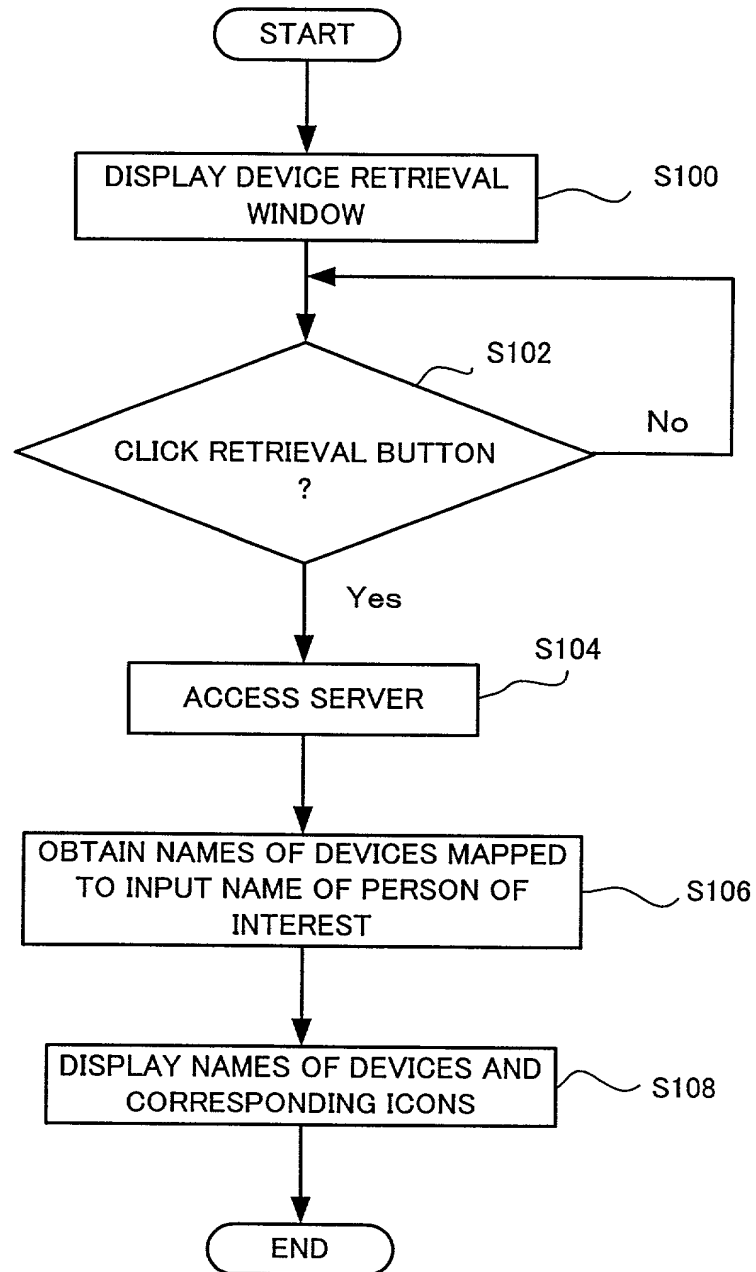 START
DISPLAY DEVICE RETRIEVAL
WINDOW
S100
S102
CLICK RETRIEVAL BUTTON
?
No
Yes
S104
ACCESS SERVER
OBTAIN NAMES OF DEVICES MAPPED
TO INPUT NAME OF PERSON OF
INTEREST
S106
DISPLAY NAMES OF DEVICES AND
CORRESPONDING ICONS
S108
END